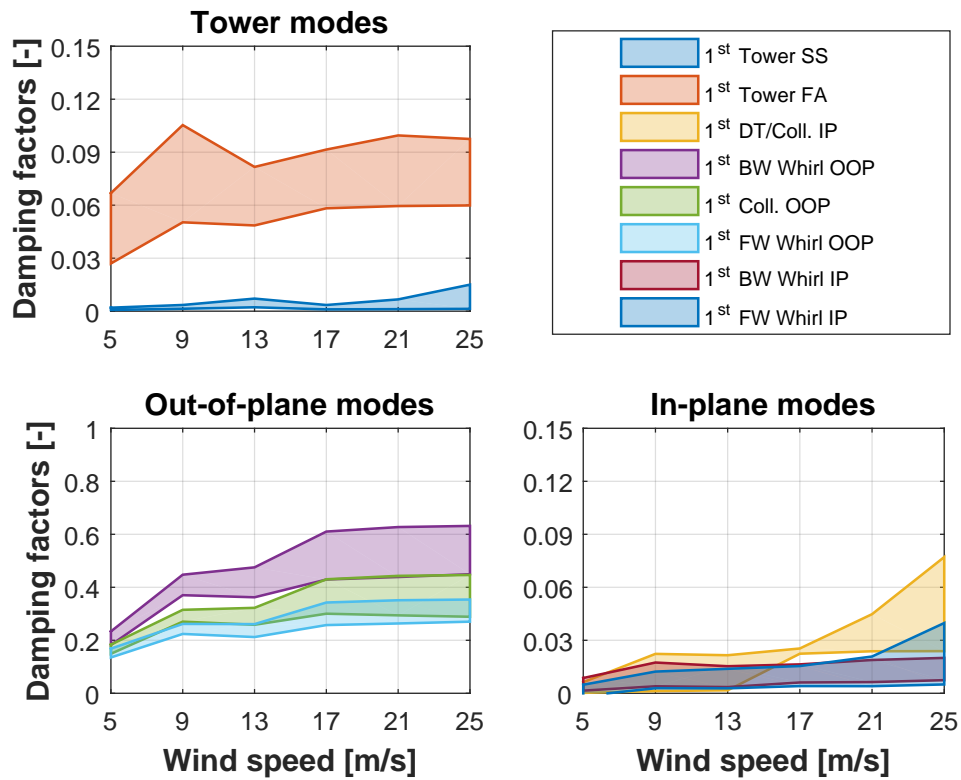 Tower modes
Damping factors [-]
0.15
0.12
0.09
0.06
0.03
0
5 9 13 17 21 25
1st Tower SS
1st Tower FA
1st DT/Coll. IP
1st BW Whirl OOP
1st Coll. OOP
1st FW Whirl OOP
1st BW Whirl IP
1st FW Whirl IP
Out-of-plane modes
Damping factors [-]
1
0.8
0.6
0.4
0.2
0
5 9 13 17 21 25
Wind speed [m/s]
In-plane modes
0.15
0.12
0.09
0.06
0.03
0
5 9 13 17 21 25
Wind speed [m/s]